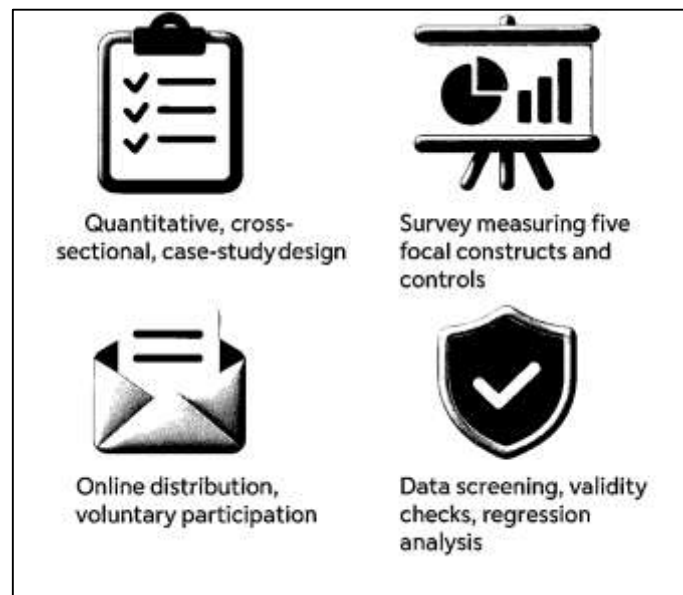 Quantitative, cross-
sectional, case-study design
Survey measuring five
focal constructs and
controls
Online distribution,
voluntary participation
Data screening, validity
checks, regression
analysis